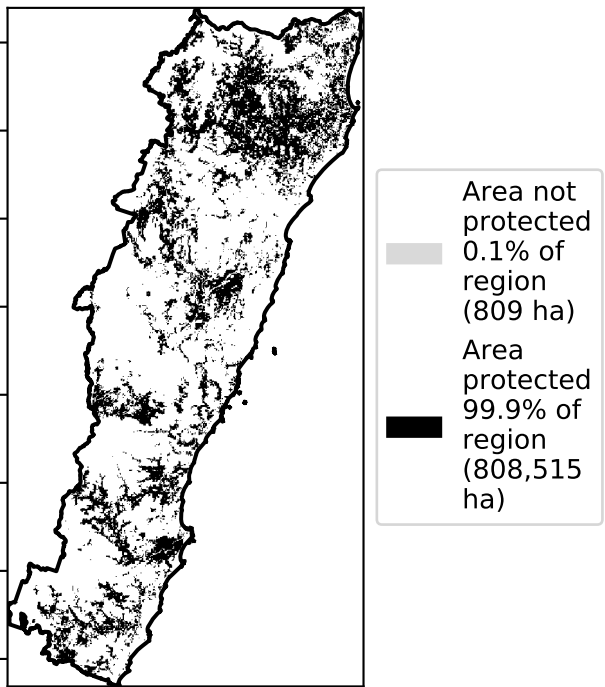 Area not
protected
0.1% of
region
(809 ha)
Area
protected
99.9% of
region
(808,515
ha)